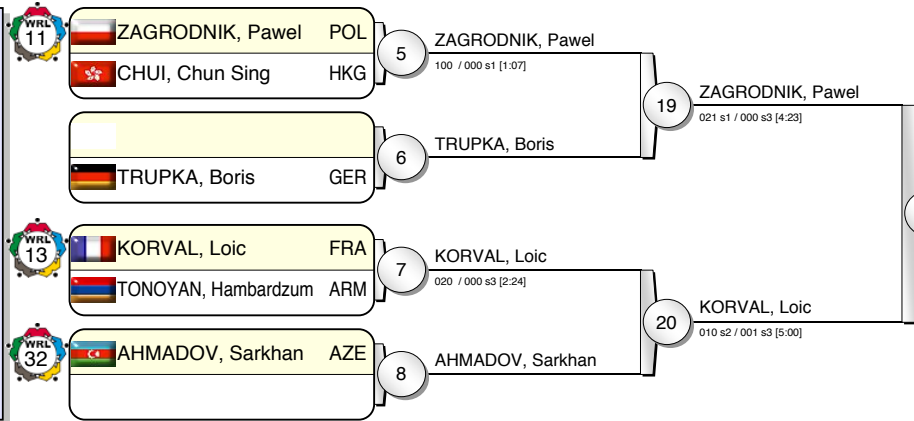 WRL
11
ZAGRODNIK, Pawel POL
CHUI, Chun Sing HKG
5
ZAGRODNIK, Pawel
100 / 000 s1 [1:07]
TRUPKA, Boris GER
6
TRUPKA, Boris
19
ZAGRODNIK, Pawel
021 s1 / 000 s3 [4:23]
WRL
13
KORVAL, Loic FRA
TONOYAN, Hambardzum ARM
7
KORVAL, Loic
020 / 000 s3 [2:24]
WRL
32
AHMADOV, Sarkhan AZE
8
AHMADOV, Sarkhan
20
KORVAL, Loic
010 s2 / 001 s3 [5:00]